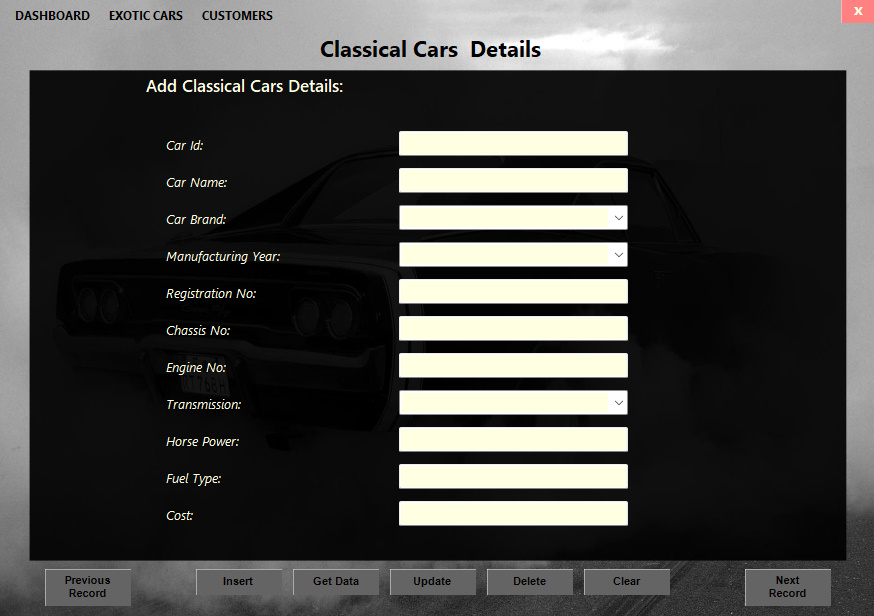 DASHBOARD EXOTIC CARS CUSTOMERS X
Classical Cars Details
Add Classical Cars Details:
Car Id:
Car Name:
Car Brand:
Manufacturing Year:
Registration No:
Chassis No:
Engine No:
Transmission:
Horse Power:
Fuel Type:
Cost:
Previous
Record
Insert
Get Data
Update
Delete
Clear
Next
Record